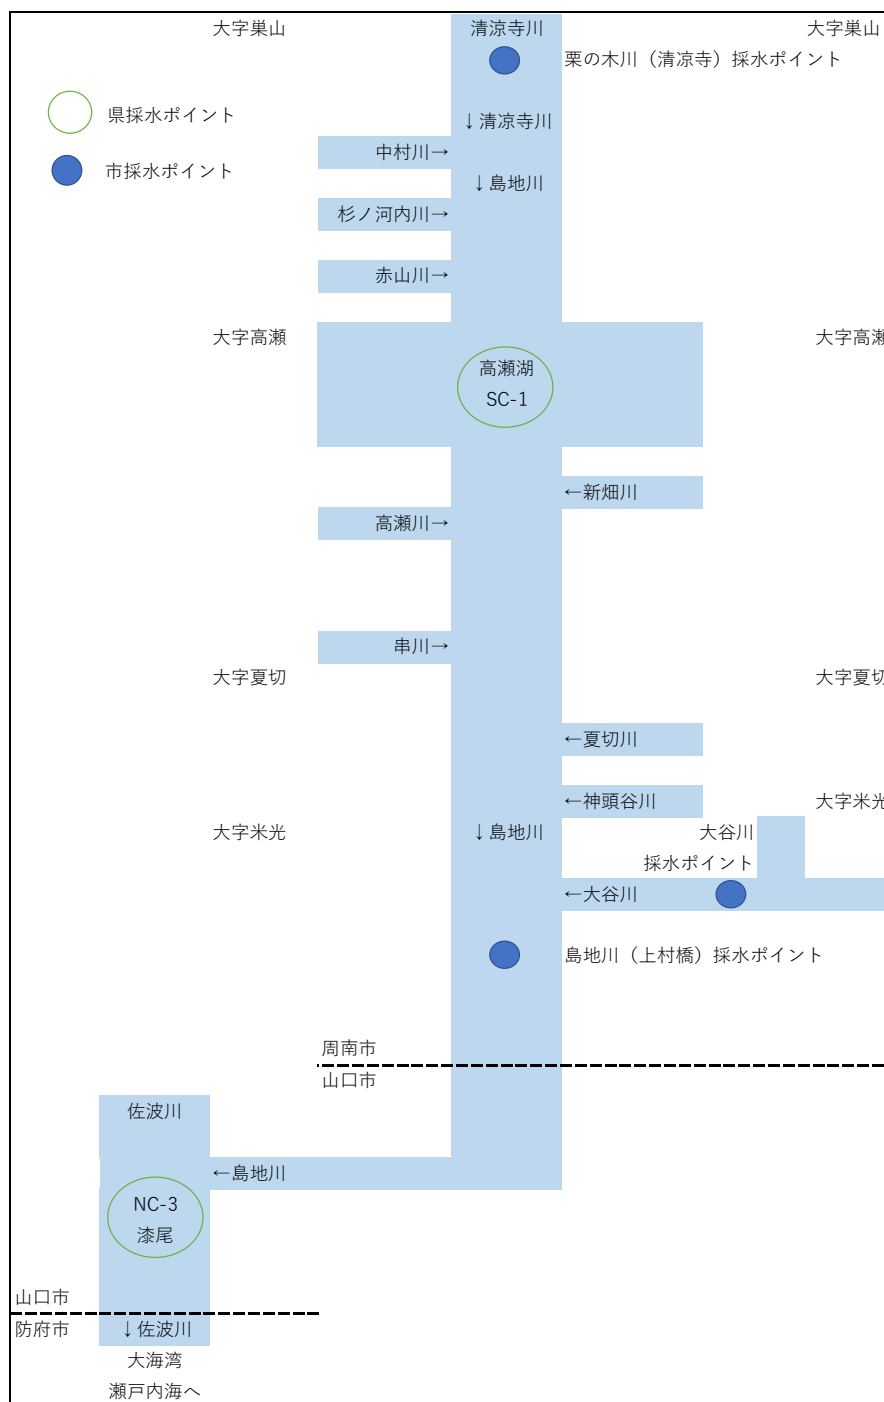 大字巣山
清涼寺川
大字巣山
栗の木川（清凉寺）採水ポイント
県採水ポイント
↓清凉寺川
中村川→
市採水ポイント
↓島地川
杉ノ河内川→
赤山川→
大字高瀬
大字高瀬
高瀬湖
SC-1
←新畑川
高瀬川→
串川→
大字夏切
大字夏切
←夏切川
←神頭谷川
大字米光
大字米光
↓島地川
大谷川
採水ポイント
←大谷川
島地川（上村橋）採水ポイント
周南市
山口市
佐波川
←島地川
NC-3
漆尾
山口市
防府市
↓佐波川
大海湾
瀬戸内海へ